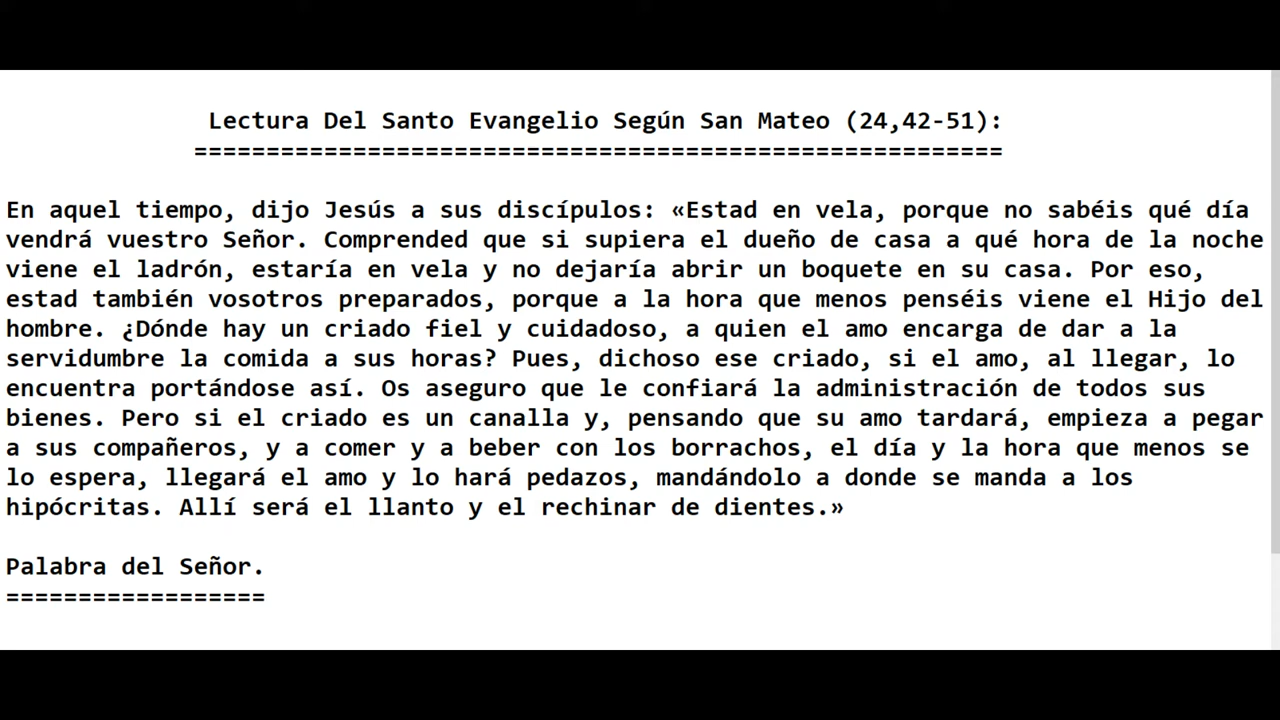 Lectura Del Santo Evangelio Según San Mateo (24,42-51):
========================================================
En aquel tiempo, dijo Jesús a sus discípulos: «Estad en vela, porque no sabéis qué día
vendrá vuestro Señor. Comprended que si supiera el dueño de casa a qué hora de la noche
viene el ladrón, estaría en vela y no dejaría abrir un boquete en su casa. Por eso,
estad también vosotros preparados, porque a la hora que menos penséis viene el Hijo del
hombre. ¿Dónde hay un criado fiel y cuidadoso, a quien el amo encarga de dar a la
servidumbre la comida a sus horas? Pues, dichoso ese criado, si el amo, al llegar, lo
encuentra portándose así. Os aseguro que le confiará la administración de todos sus
bienes. Pero si el criado es un canalla y, pensando que su amo tardará, empieza a pegar
a sus compañeros, y a comer y a beber con los borrachos, el día y la hora que menos se
lo espera, llegará el amo y lo hará pedazos, mandándolo a donde se manda a los
hipócritas. Allí será el llanto y el rechinar de dientes.»
Palabra del Señor.
==================